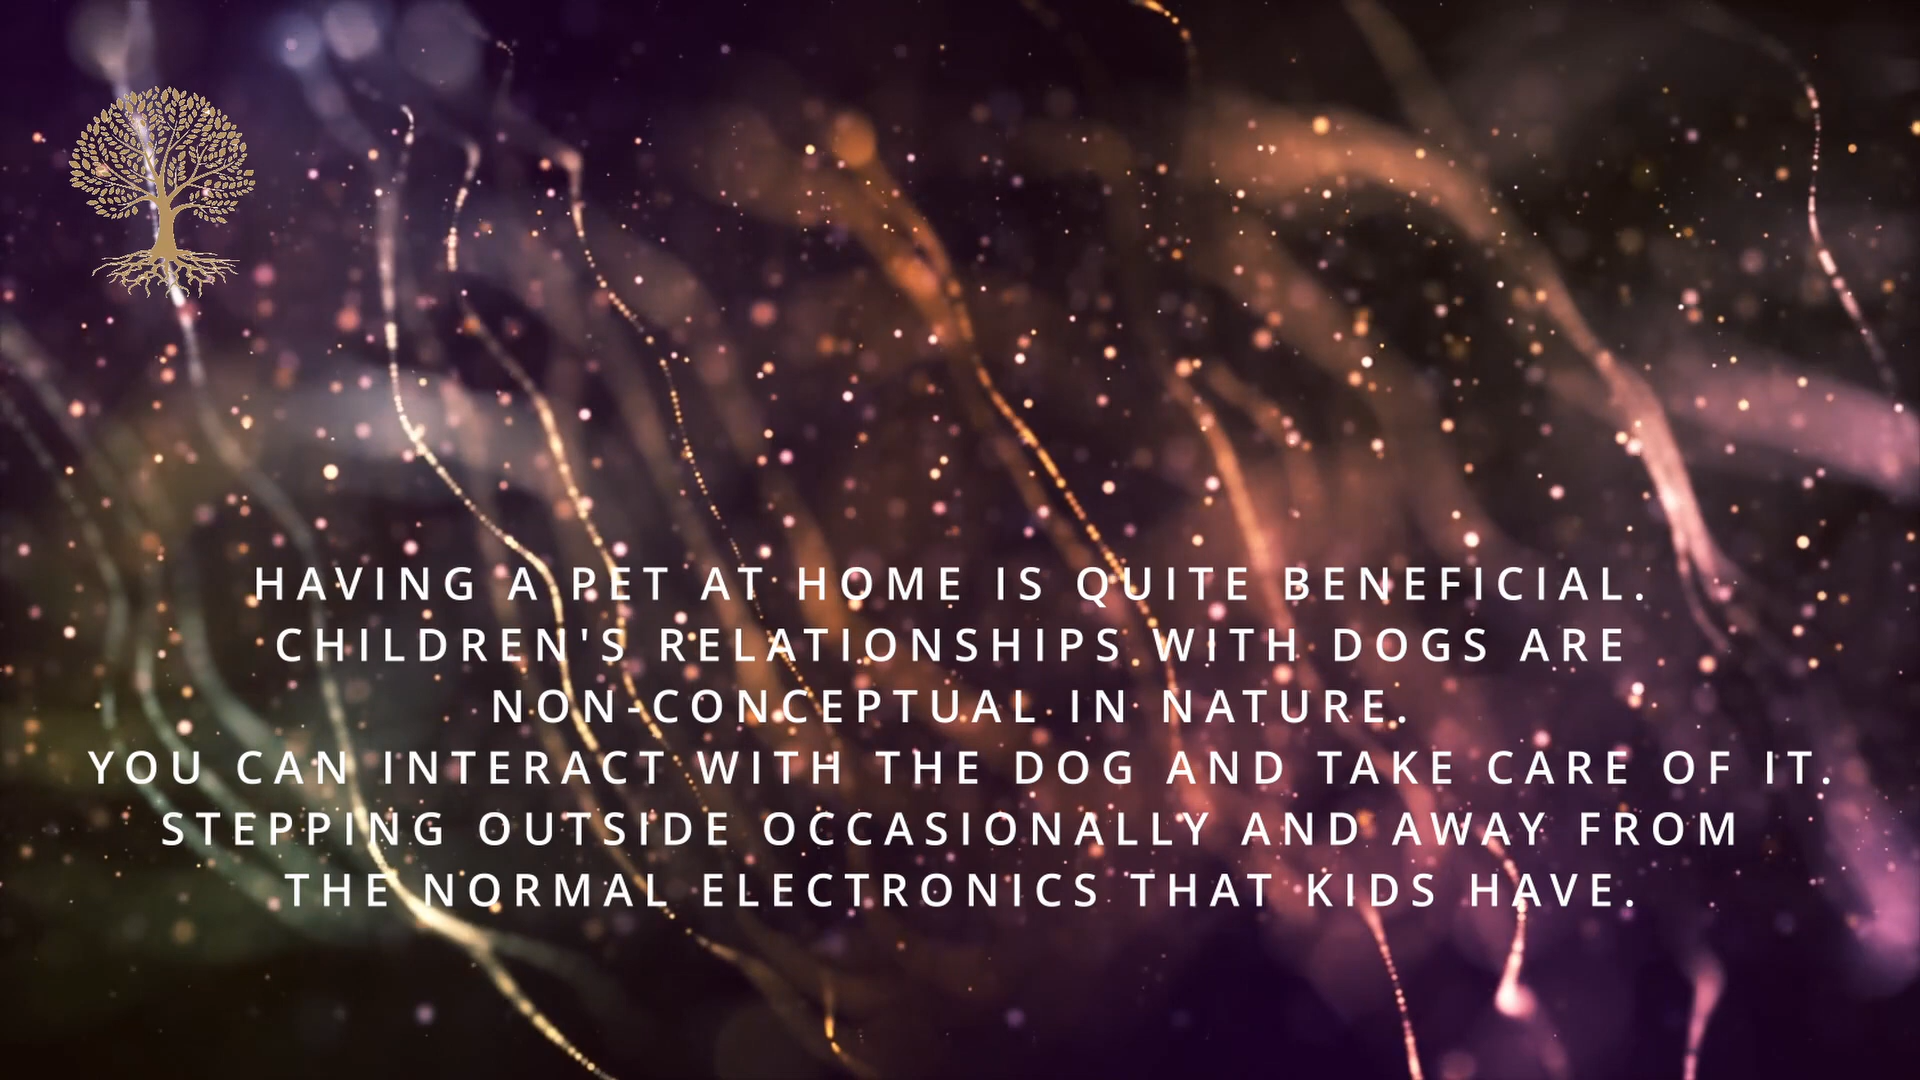 HAVING A PET AT HOME IS QUITE BENEFICIAL.
CHILDREN'S RELATIONSHIPS WITH DOGS ARE
NON-CONCEPTUAL IN NATURE.
YOU CAN INTERACT WITH THE DOG AND TAKE CARE OF IT.
STEPPING OUTSIDE OCCASIONALLY AND AWAY FROM
THE NORMAL ELECTRONICS THAT KIDS HAVE.